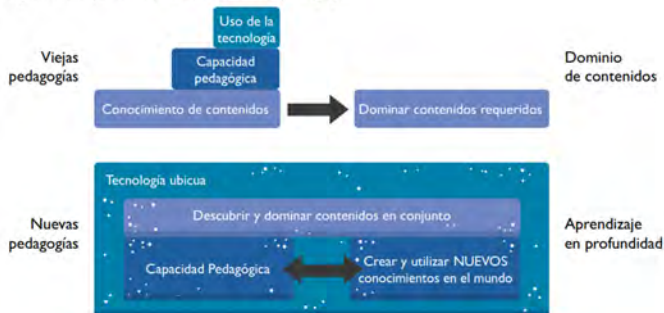 Uso de la
tecnología
Viejas
pedagogías
Capacidad
pedagógica
Dominio
de contenidos
Conocimiento de contenidos
Dominar contenidos requeridos
Tecnología ubicua
Descubrir y dominar contenidos en conjunto
Nuevas
pedagogías
Capacidad Pedagógica
Crear y utilizar NUEVOS
conocimientos en el mundo
Aprendizaje
en profundidad